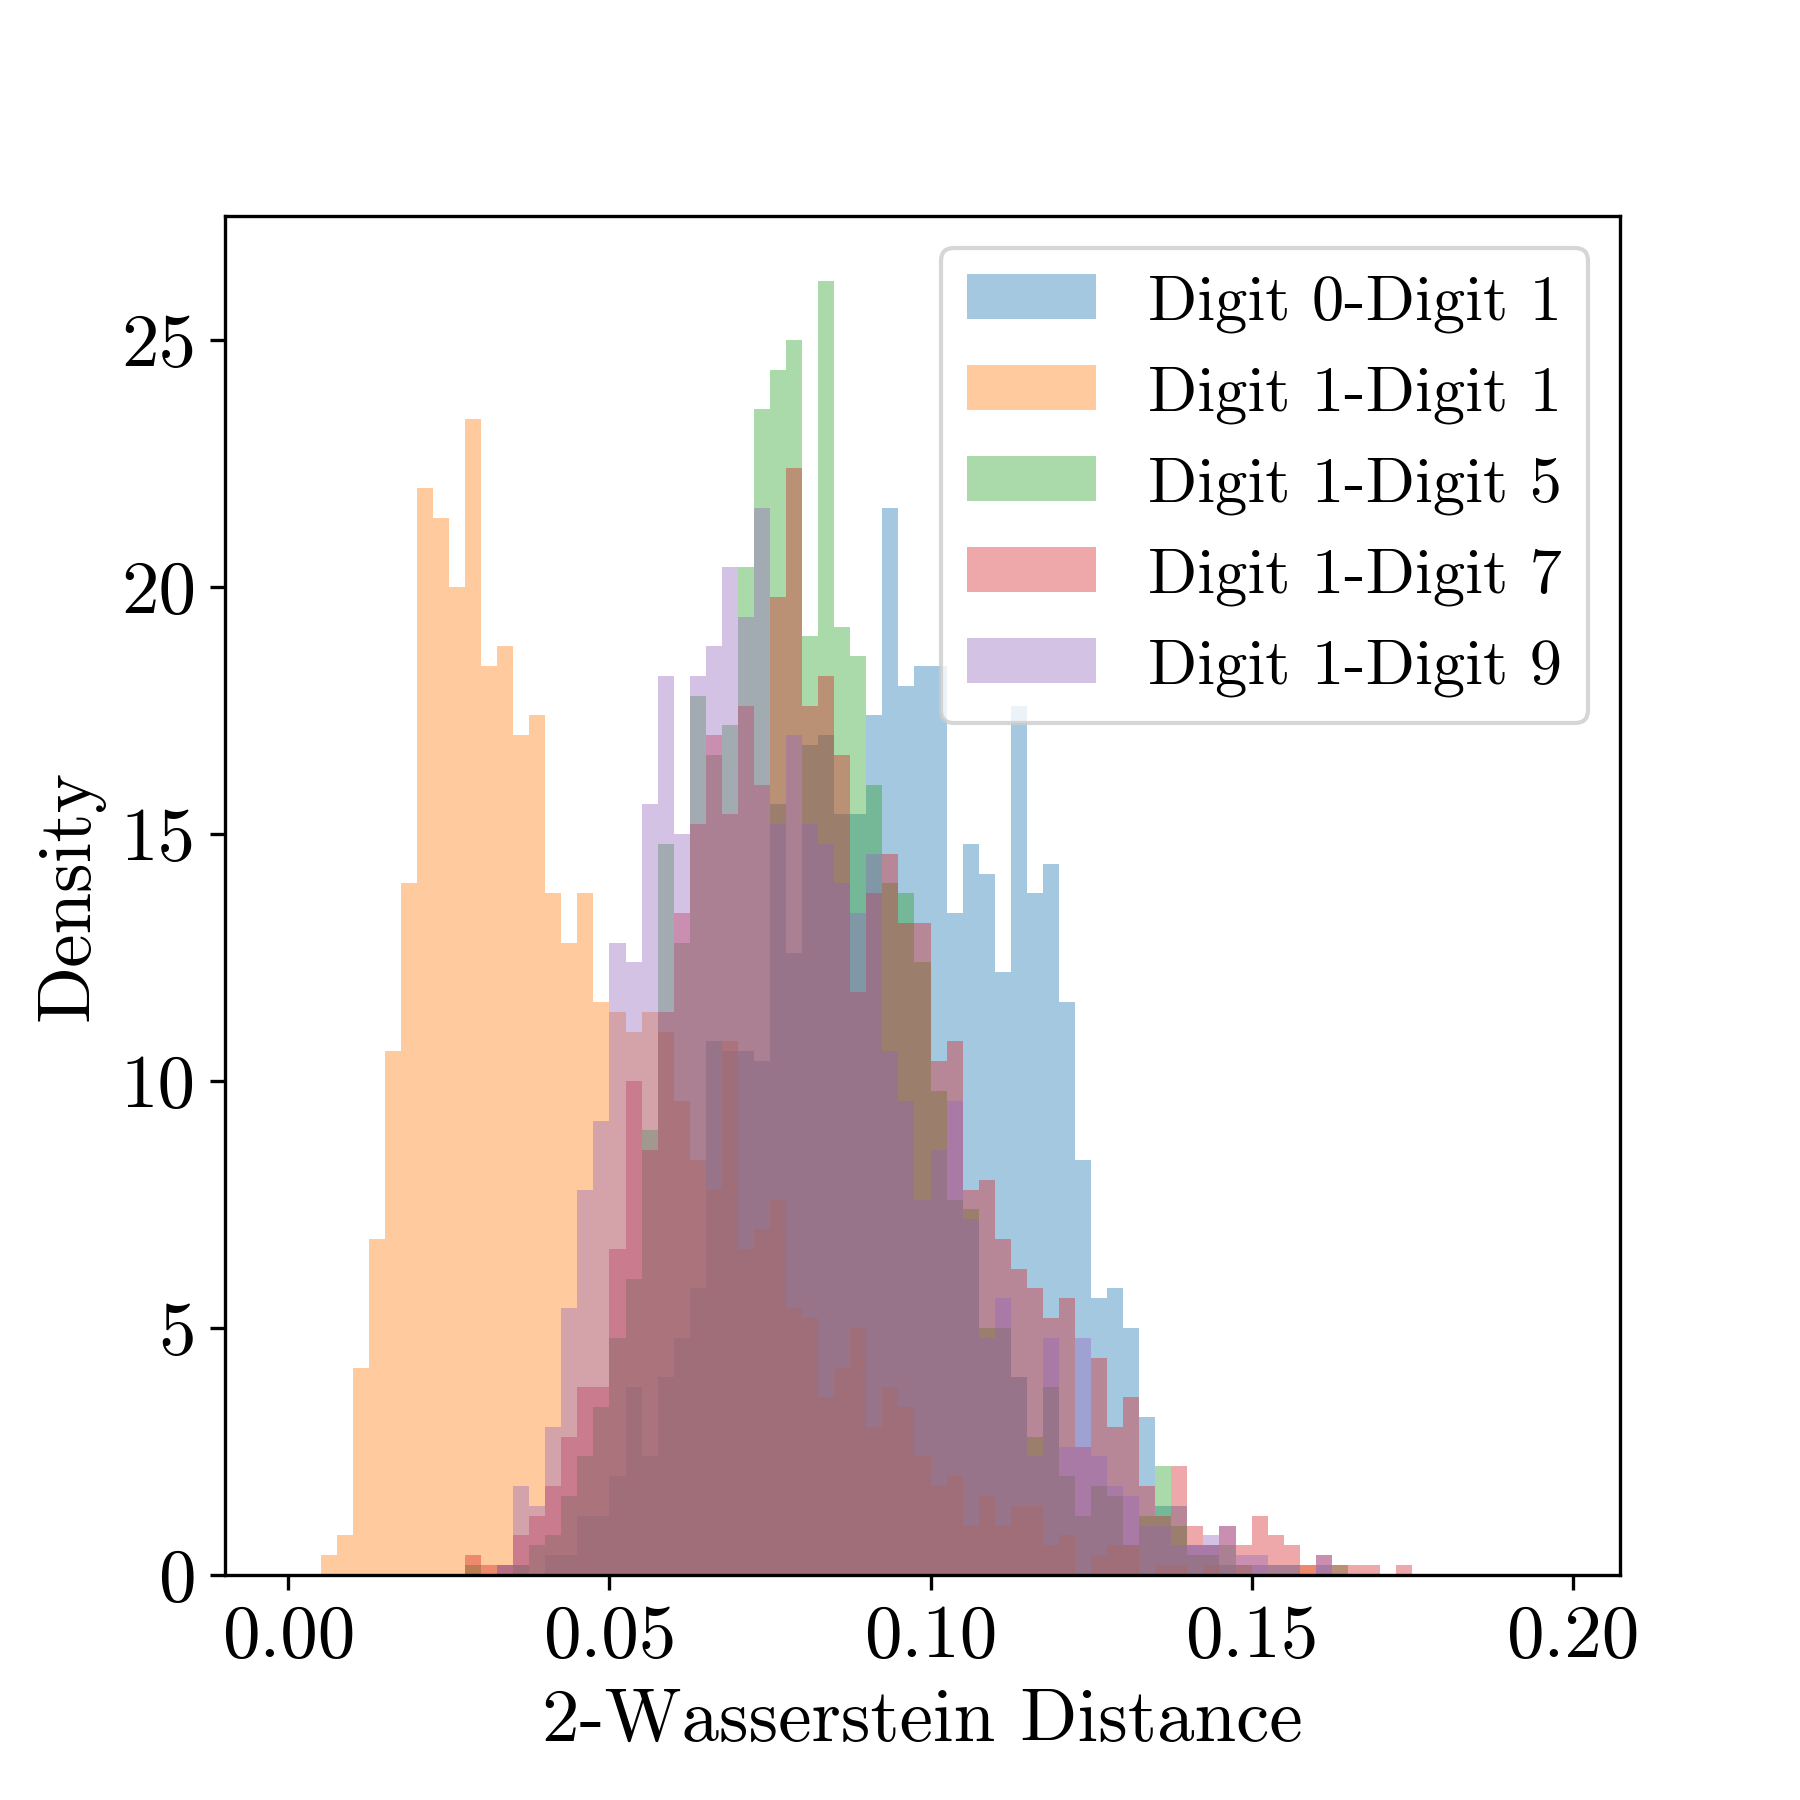 Digit 0-Digit 1
Digit 1-Digit 1
Digit 1-Digit 5
Digit 1-Digit 7
Digit 1-Digit 9
Density
25
20
15
10
5
0
0.00 0.05 0.10 0.15 0.20
2-Wasserstein Distance